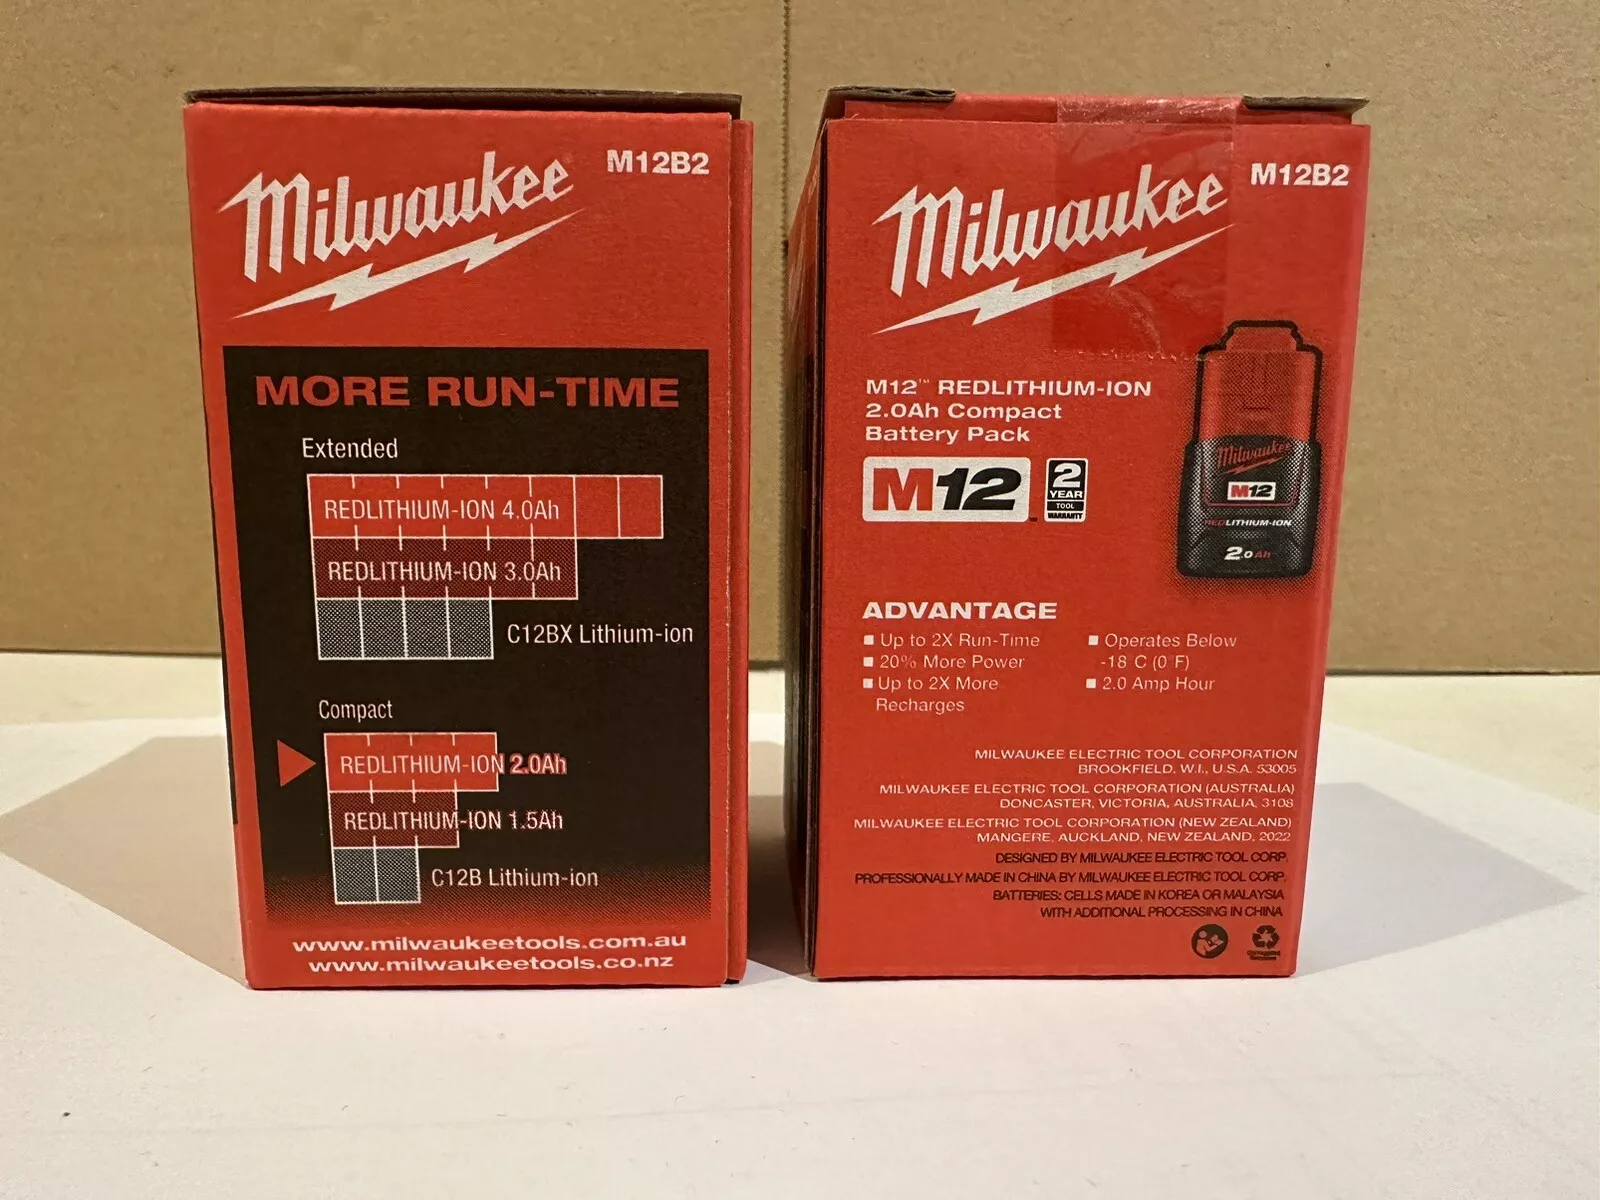 Milwaukee
M12B2
MORE RUN-TIME
Extended
REDLITHIUM-ION 4.0Ah
REDLITHIUM-ION 3.0Ah
C12BX Lithium-ion
Compact
REDLITHIUM-ION 2.0Ah
REDLITHIUM-ION 1.5Ah
C12B Lithium-ion
www.milwaukeetools.com.au
www.milwaukeetools.co.nz
Milwaukee
M12B2
M12™ REDLITHIUM-ION
2.0Ah Compact
Battery Pack
M12
2
YEAR
TOOL
WARRANTY
Milwaukee
M12
REDLITHIUM-ION
2.0Ah
ADVANTAGE
Up to 2X Run-Time
20% More Power
Up to 2X More
Recharges
Operates Below
-18 C (0 F)
2.0 Amp Hour
MILWAUKEE ELECTRIC TOOL CORPORATION
BROOKFIELD, W.I., U.S.A. 53005
MILWAUKEE ELECTRIC TOOL CORPORATION (AUSTRALIA)
DONCASTER, VICTORIA, AUSTRALIA, 3108
MILWAUKEE ELECTRIC TOOL CORPORATION (NEW ZEALAND)
MANGERE, AUCKLAND, NEW ZEALAND. 2022
DESIGNED BY MILWAUKEE ELECTRIC TOOL CORP.
PROFESSIONALLY MADE IN CHINA BY MILWAUKEE ELECTRIC TOOL CORP.
BATTERIES: CELLS MADE IN KOREA OR MALAYSIA
WITH ADDITIONAL PROCESSING IN CHINA